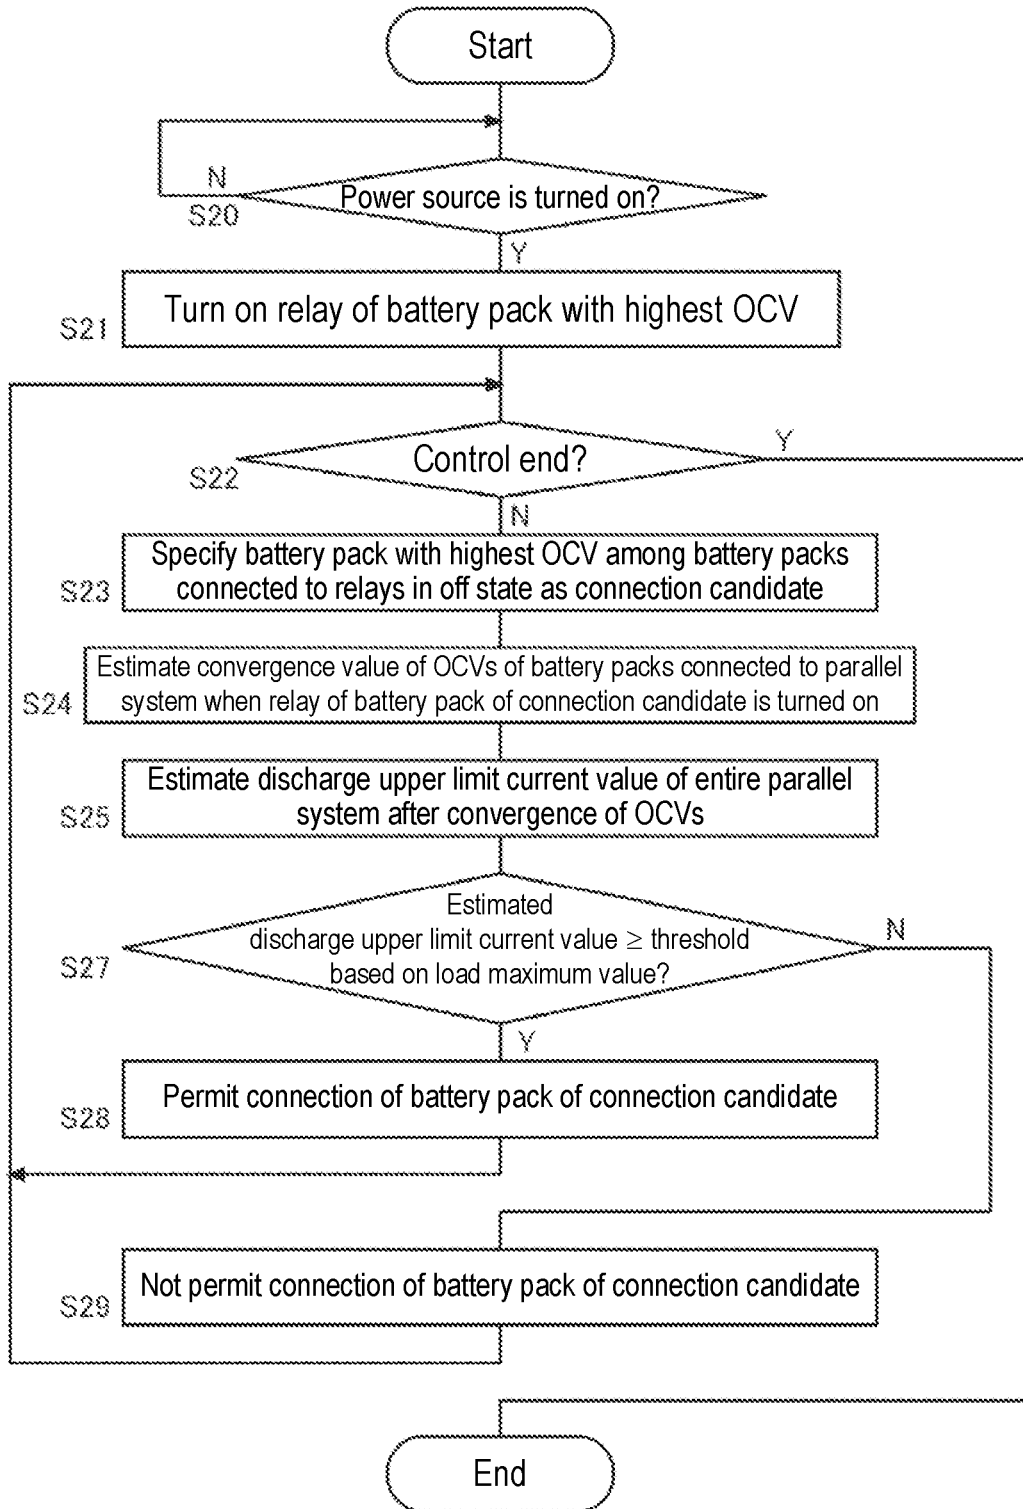 Start
N
S20
Power source is turned on?
Y
S21
Turn on relay of battery pack with highest OCV
S22
Control end?
Y
N
S23
Specify battery pack with highest OCV among battery packs
connected to relays in off state as connection candidate
S24
Estimate convergence value of OCVs of battery packs connected to parallel
system when relay of battery pack of connection candidate is turned on
S25
Estimate discharge upper limit current value of entire parallel
system after convergence of OCVs
S27
Estimated
discharge upper limit current value ≥ threshold
based on load maximum value?
N
Y
S28
Permit connection of battery pack of connection candidate
S29
Not permit connection of battery pack of connection candidate
End